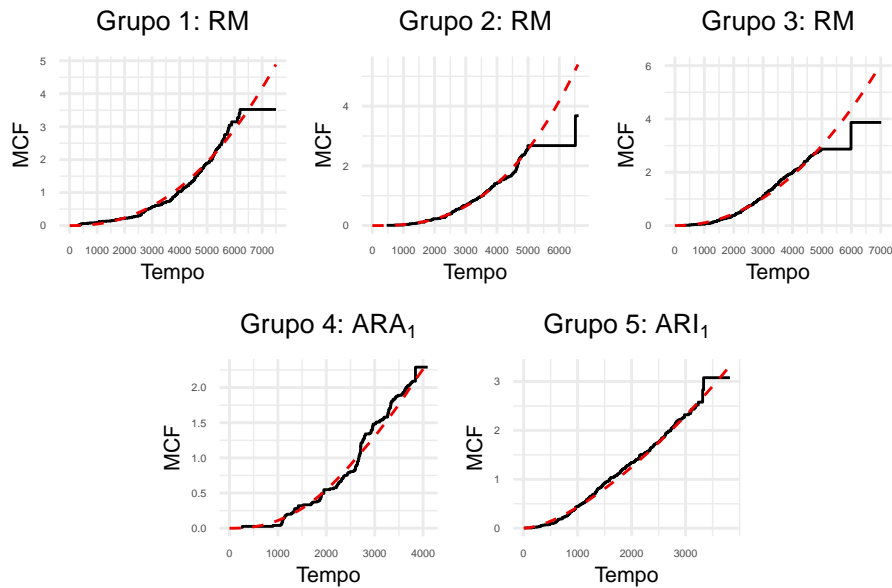 Grupo 1: RM
Grupo 2: RM
Grupo 3: RM
MCF
5
4
3
2
1
0
0 1000 2000 3000 4000 5000 6000 7000
Tempo
MCF
4
2
0
0 1000 2000 3000 4000 5000 6000
Tempo
MCF
6
4
2
0
0 1000 2000 3000 4000 5000 6000 7000
Tempo
Grupo 4: ARA₁
Grupo 5: ARI₁
MCF
2.0
1.5
1.0
0.5
0.0
0 1000 2000 3000 4000
Tempo
MCF
3
2
1
0
0 1000 2000 3000
Tempo